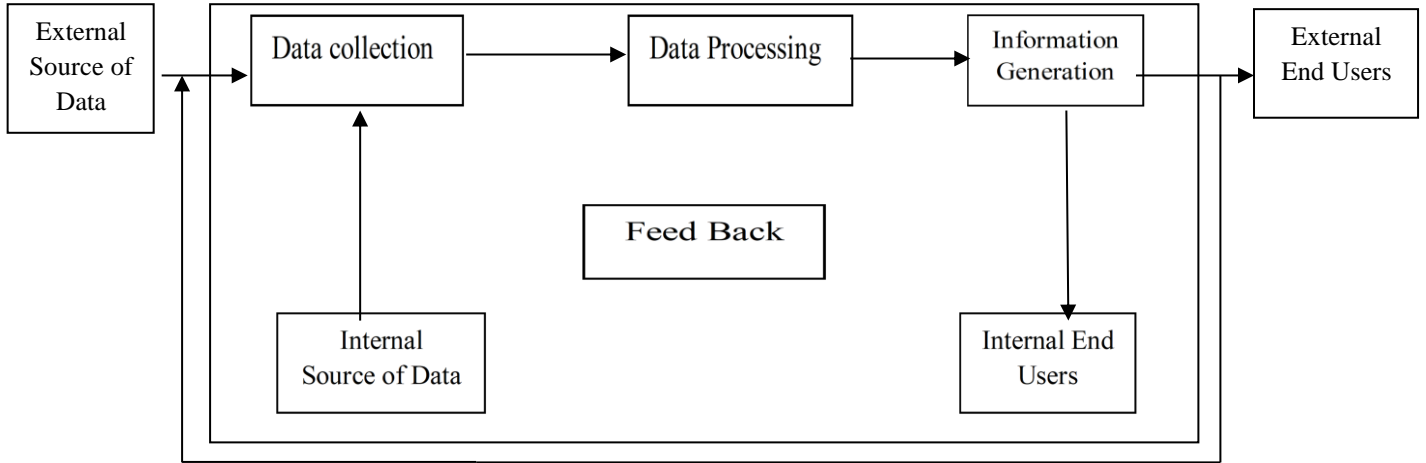 External
Source of
Data
Data collection
Data Processing
Information
Generation
External
End Users
Feed Back
Internal
Source of Data
Internal End
Users